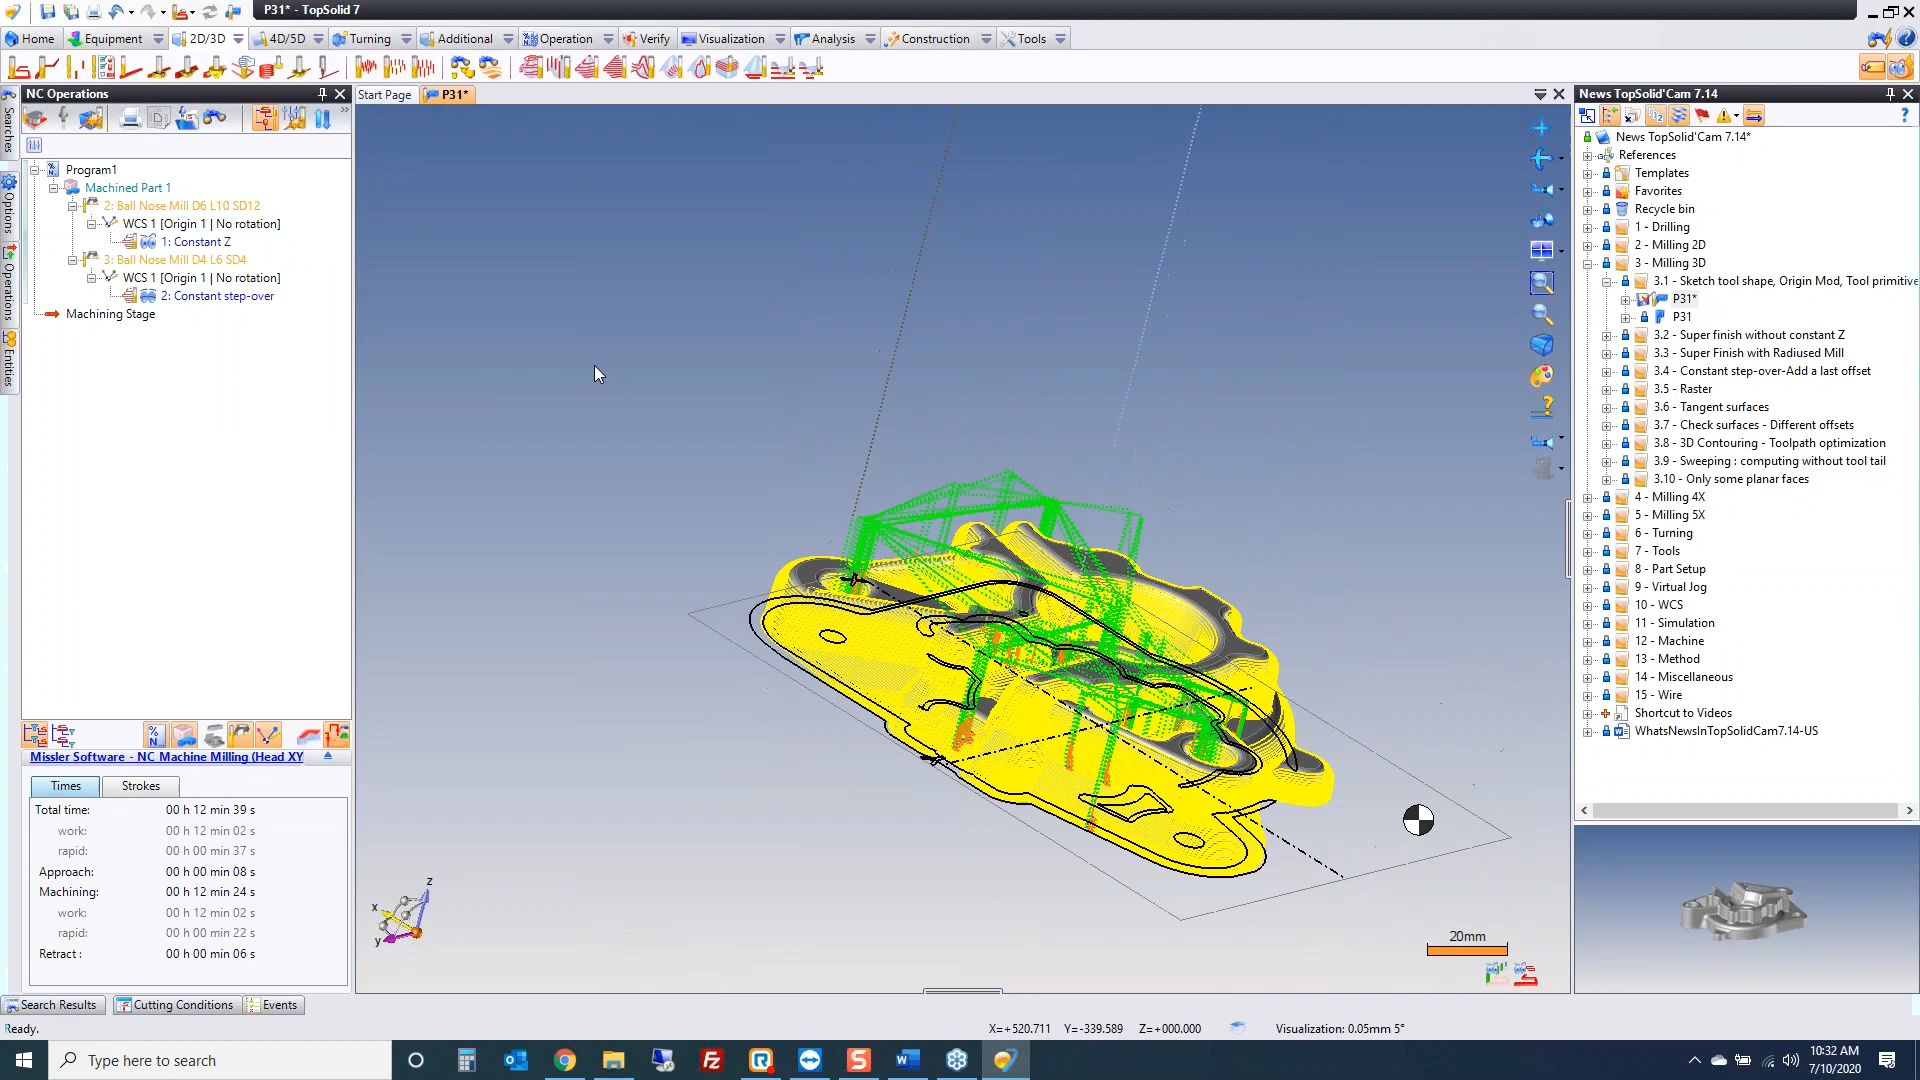 P31* - TopSolid 7
Home
Equipment
2D/3D
4D/5D
Turning
Additional
Operation
Verify
Visualization
Analysis
Construction
Tools
NC Operations
Start Page
P31*
News TopSolid'Cam 7.14
Searches
Options
Operations
Entities
Program1
Machined Part 1
2: Ball Nose Mill D6 L10 SD12
WCS 1 [Origin 1 | No rotation]
1: Constant Z
3: Ball Nose Mill D4 L6 SD4
WCS 1 [Origin 1 | No rotation]
2: Constant step-over
Machining Stage
News TopSolid'Cam 7.14*
References
Templates
Favorites
Recycle bin
1 - Drilling
2 - Milling 2D
3 - Milling 3D
3.1 - Sketch tool shape, Origin Mod, Tool primitive
P31*
P31
3.2 - Super finish without constant Z
3.3 - Super Finish with Radiused Mill
3.4 - Constant step-over-Add a last offset
3.5 - Raster
3.6 - Tangent surfaces
3.7 - Check surfaces - Different offsets
3.8 - 3D Contouring - Toolpath optimization
3.9 - Sweeping : computing without tool tail
3.10 - Only some planar faces
4 - Milling 4X
5 - Milling 5X
6 - Turning
7 - Tools
8 - Part Setup
9 - Virtual Jog
10 - WCS
11 - Simulation
12 - Machine
13 - Method
14 - Miscellaneous
15 - Wire
Shortcut to Videos
WhatsNewInTopSolidCam7.14-US
Missler Software - NC Machine Milling (Head XY
Times
Strokes
Total time: 00 h 12 min 39 s
work: 00 h 12 min 02 s
rapid: 00 h 00 min 37 s
Approach: 00 h 00 min 08 s
Machining: 00 h 12 min 24 s
work: 00 h 12 min 02 s
rapid: 00 h 00 min 22 s
Retract : 00 h 00 min 06 s
z
x
y
20mm
Search Results
Cutting Conditions
Events
Ready.
X=+520.711 Y=-339.589 Z=+000.000
Visualization: 0.05mm 5°
Type here to search
10:32 AM
7/10/2020